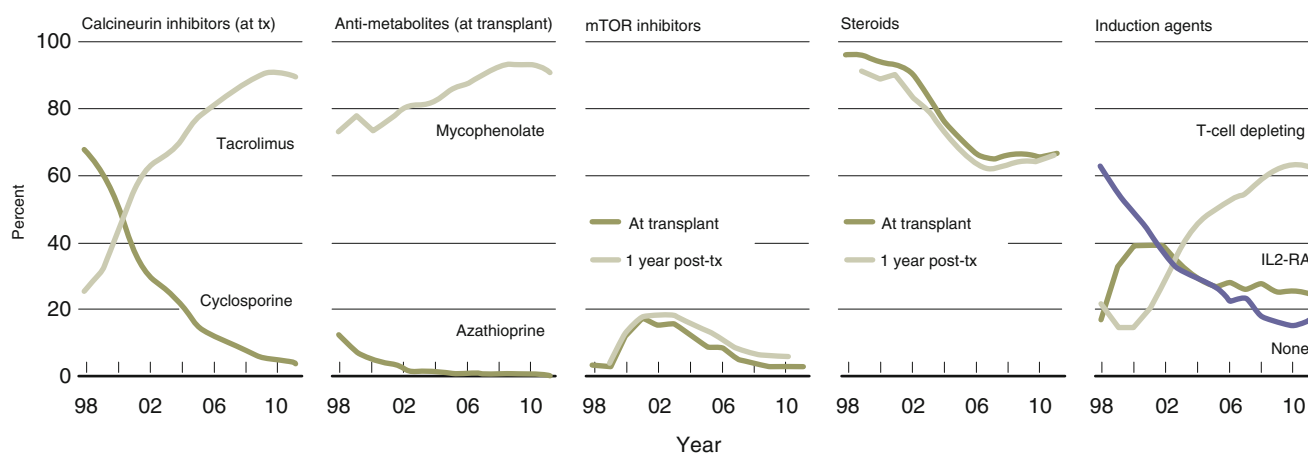 Calcineurin inhibitors (at tx)
Anti-metabolites (at transplant)
mTOR inhibitors
Steroids
Induction agents
100
80
60
40
20
0
Percent
Tacrolimus
Cyclosporine
Mycophenolate
Azathioprine
At transplant
1 year post-tx
At transplant
1 year post-tx
T-cell depleting
IL2-RA
None
98 02 06 10
98 02 06 10
98 02 06 10
98 02 06 10
98 02 06 10
Year